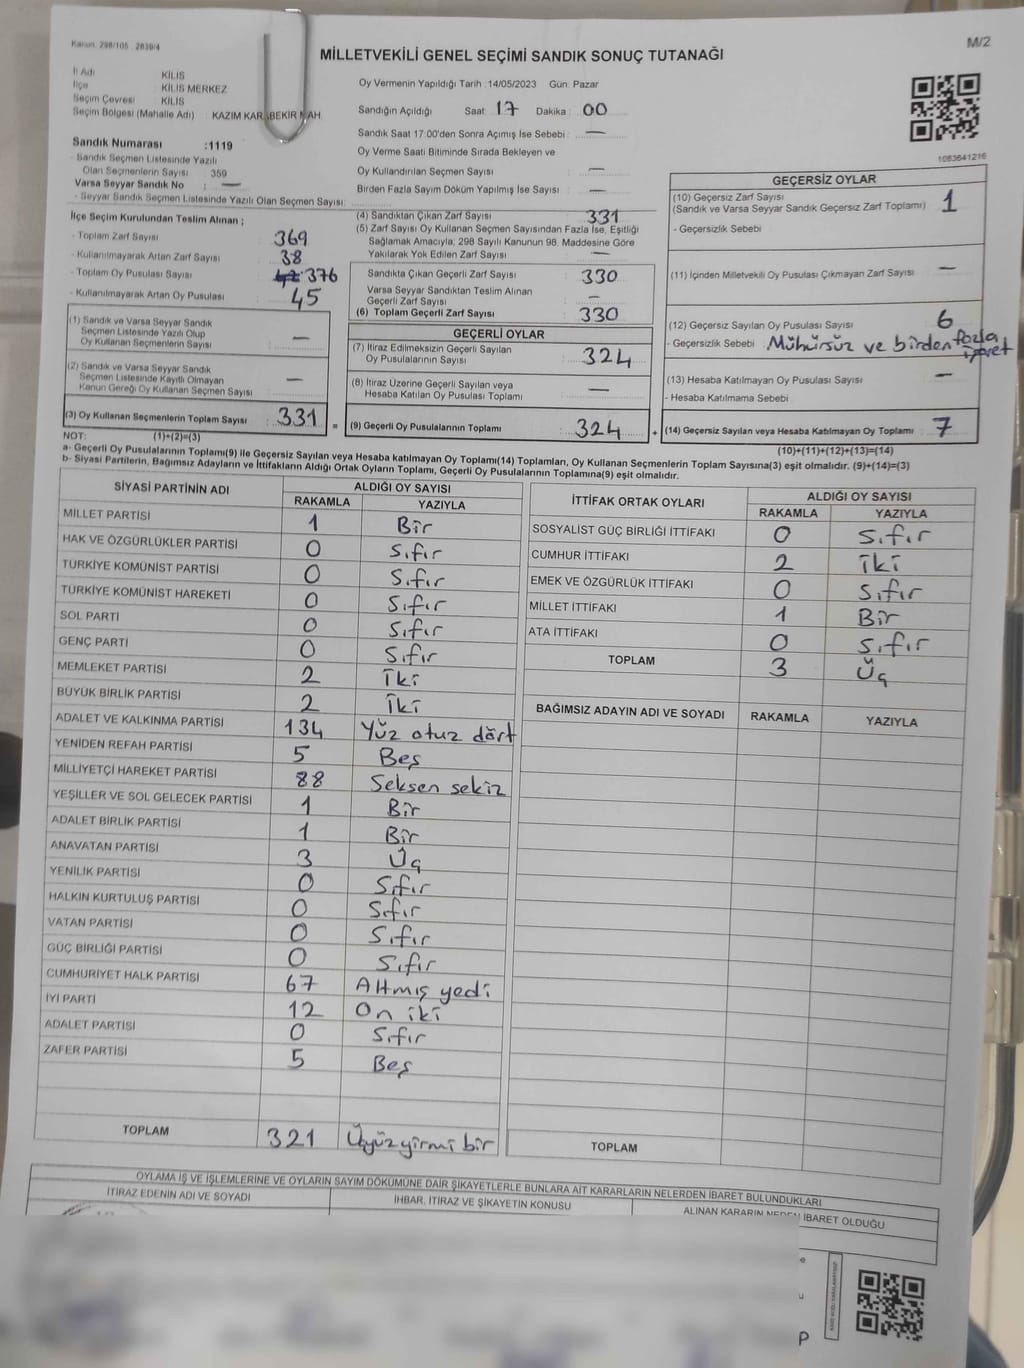 Kanun: 298/105 2839/4
M/2
MİLLETVEKİLİ GENEL SEÇİMİ SANDIK SONUÇ TUTANAĞI
İl Adı KİLİS
İlçe : KİLİS MERKEZ
Seçim Çevresi KİLİS
Seçim Bölgesi (Mahalle Adı) : KAZIM KARABEKİR MAH.
Sandık Numarası :1119
- Sandık Seçmen Listesinde Yazılı
Olan Seçmenlerin Sayısı : 359
Varsa Seyyar Sandık No : —
- Seyyar Sandık Seçmen Listesinde Yazılı Olan Seçmen Sayısı:
Oy Vermenin Yapıldığı Tarih :14/05/2023 Gün: Pazar
Sandığın Açıldığı Saat: 17 Dakika : 00
Sandık Saat 17:00'den Sonra Açımış İse Sebebi : —
Oy Verme Saati Bitiminde Sırada Bekleyen ve
Oy Kullandırılan Seçmen Sayısı : —
Birden Fazla Sayım Döküm Yapılmış İse Sayısı : —
1083641216
İlçe Seçim Kurulundan Teslim Alınan ;
- Toplam Zarf Sayısı 369
- Kullanılmayarak Artan Zarf Sayısı : 38
- Toplam Oy Pusulası Sayısı 376
- Kullanılmayarak Artan Oy Pusulası : 45
(1) Sandık ve Varsa Seyyar Sandık
Seçmen Listesinde Yazılı Olup
Oy Kullanan Seçmenlerin Sayısı —
(2) Sandık ve Varsa Seyyar Sandık
Seçmen Listesinde Kayıtlı Olmayan
Kanun Gereği Oy Kullanan Seçmen Sayısı —
(3) Oy Kullanan Seçmenlerin Toplam Sayısı : 331
(4) Sandıktan Çıkan Zarf Sayısı 331
(5) Zarf Sayısı Oy Kullanan Seçmen Sayısından Fazla İse, Eşitliği
Sağlamak Amacıyla, 298 Sayılı Kanunun 98. Maddesine Göre
Yakılarak Yok Edilen Zarf Sayısı : —
Sandıkta Çıkan Geçerli Zarf Sayısı : 330
Varsa Seyyar Sandıktan Teslim Alınan
Geçerli Zarf Sayısı : —
(6) Toplam Geçerli Zarf Sayısı : 330
GEÇERLİ OYLAR
(7) İtiraz Edilmeksizin Geçerli Sayılan
Oy Pusulalarının Sayısı : 324
(8) İtiraz Üzerine Geçerli Sayılan veya
Hesaba Katılan Oy Pusulası Toplamı : —
= (9) Geçerli Oy Pusulalarının Toplamı : 324
GEÇERSİZ OYLAR
(10) Geçersiz Zarf Sayısı
(Sandık ve Varsa Seyyar Sandık Geçersiz Zarf Toplamı) : 1
- Geçersizlik Sebebi :
(11) İçinden Milletvekili Oy Pusulası Çıkmayan Zarf Sayısı : —
(12) Geçersiz Sayılan Oy Pusulası Sayısı : 6
- Geçersizlik Sebebi : Mühürsüz ve birden fazla işaret
(13) Hesaba Katılmayan Oy Pusulası Sayısı : —
- Hesaba Katılmama Sebebi :
+ (14) Geçersiz Sayılan veya Hesaba Katılmayan Oy Toplamı : 7
NOT: (1)+(2)=(3)
(10)+(11)+(12)+(13)=(14)
a- Geçerli Oy Pusulalarının Toplamı(9) ile Geçersiz Sayılan veya Hesaba katılmayan Oy Toplamı(14) Toplamları, Oy Kullanan Seçmenlerin Toplam Sayısına(3) eşit olmalıdır. (9)+(14)=(3)
b- Siyasi Partilerin, Bağımsız Adayların ve İttifakların Aldığı Ortak Oyların Toplamı, Geçerli Oy Pusulalarının Toplamına(9) eşit olmalıdır.
SİYASİ PARTİNİN ADI ALDIĞI OY SAYISI
RAKAMLA YAZIYLA
MİLLET PARTİSİ 1 Bir
HAK VE ÖZGÜRLÜKLER PARTİSİ 0 Sıfır
TÜRKİYE KOMÜNİST PARTİSİ 0 Sıfır
TÜRKİYE KOMÜNİST HAREKETİ 0 Sıfır
SOL PARTİ 0 Sıfır
GENÇ PARTİ 0 Sıfır
MEMLEKET PARTİSİ 2 İki
BÜYÜK BİRLİK PARTİSİ 2 İki
ADALET VE KALKINMA PARTİSİ 134 Yüz otuz dört
YENİDEN REFAH PARTİSİ 5 Beş
MİLLİYETÇİ HAREKET PARTİSİ 88 Seksen sekiz
YEŞİLLER VE SOL GELECEK PARTİSİ 1 Bir
ADALET BİRLİK PARTİSİ 1 Bir
ANAVATAN PARTİSİ 3 Üç
YENİLİK PARTİSİ 0 Sıfır
HALKIN KURTULUŞ PARTİSİ 0 Sıfır
VATAN PARTİSİ 0 Sıfır
GÜÇ BİRLİĞİ PARTİSİ 0 Sıfır
CUMHURİYET HALK PARTİSİ 67 Altmış yedi
İYİ PARTİ 12 On iki
ADALET PARTİSİ 0 Sıfır
ZAFER PARTİSİ 5 Beş
TOPLAM 321 Üçyüz yirmi bir
İTTİFAK ORTAK OYLARI ALDIĞI OY SAYISI
RAKAMLA YAZIYLA
SOSYALİST GÜÇ BİRLİĞİ İTTİFAKI 0 Sıfır
CUMHUR İTTİFAKI 2 İki
EMEK VE ÖZGÜRLÜK İTTİFAKI 0 Sıfır
MİLLET İTTİFAKI 1 Bir
ATA İTTİFAKI 0 Sıfır
TOPLAM 3 Üç
BAĞIMSIZ ADAYIN ADI VE SOYADI RAKAMLA YAZIYLA
TOPLAM
OYLAMA İŞ VE İŞLEMLERİNE VE OYLARIN SAYIM DÖKÜMÜNE DAİR ŞİKAYETLERLE BUNLARA AİT KARARLARIN NELERDEN İBARET BULUNDUKLARI
İTİRAZ EDENİN ADI VE SOYADI İHBAR, İTİRAZ VE ŞİKAYETİN KONUSU ALINAN KARARIN NEDEN İBARET OLDUĞU